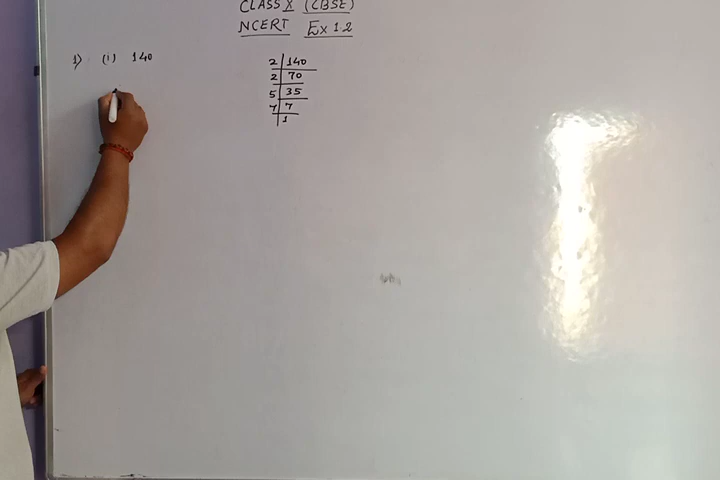 CLASS X (CBSE)
NCERT Ex 1.2
1) (i) 140
2 140
2 70
5 35
7 7
1